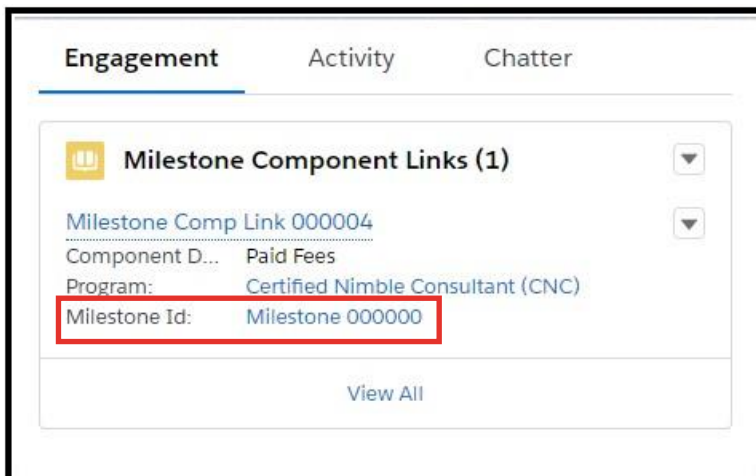 Engagement Activity Chatter
Milestone Component Links (1)
Milestone Comp Link 000004
Component D... Paid Fees
Program: Certified Nimble Consultant (CNC)
Milestone Id: Milestone 000000
View All